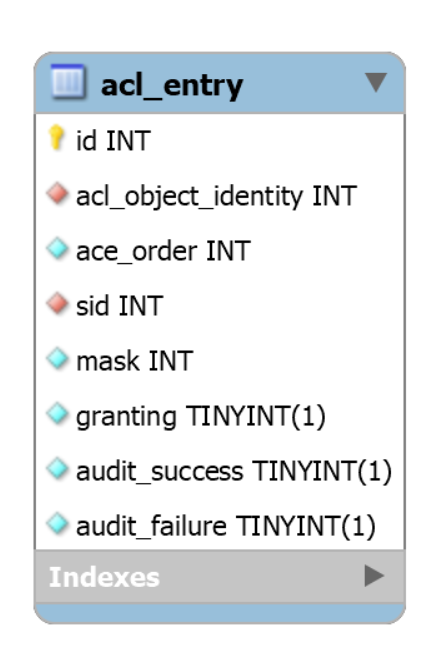 acl_entry
id INT
acl_object_identity INT
ace_order INT
sid INT
mask INT
granting TINYINT(1)
audit_success TINYINT(1)
audit_failure TINYINT(1)
Indexes